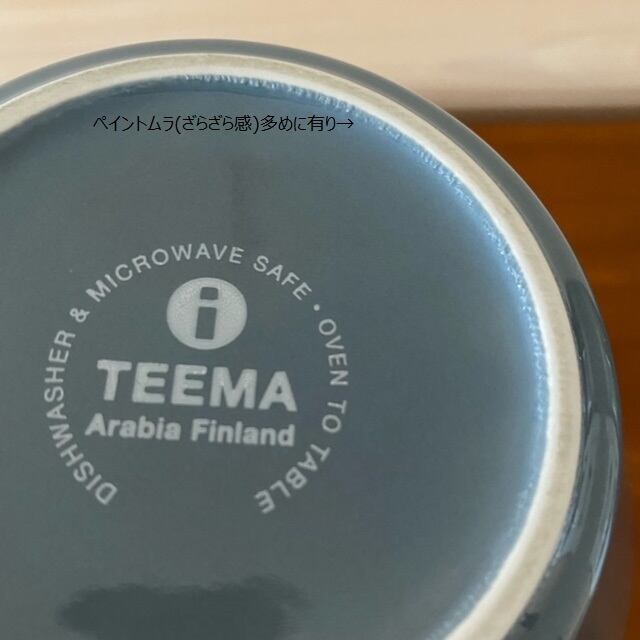 ペイントムラ(ざらざら感)多めに有り→
DISHWASHER & MICROWAVE SAFE • OVEN TO TABLE
i
TEEMA
Arabia Finland